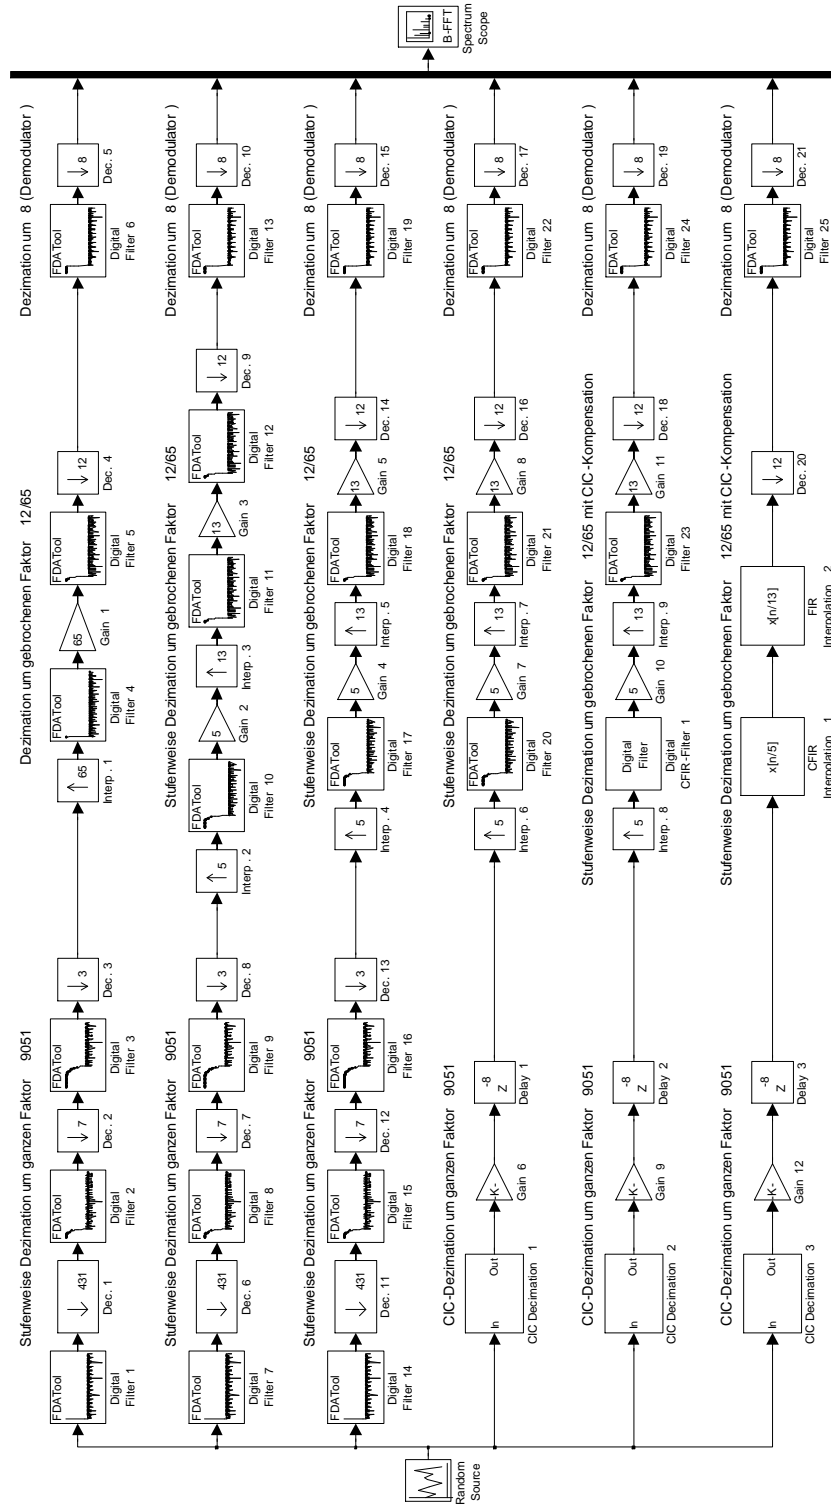 Stufenweise Dezimation um ganzen Faktor 9051
Dezimation um gebrochenen Faktor 12/65
Dezimation um 8 (Demodulator )
FDATool
Digital
Filter 1
431
Dec. 1
FDATool
Digital
Filter 2
7
Dec. 2
FDATool
Digital
Filter 3
3
Dec. 3
65
Interp . 1
FDATool
Digital
Filter 4
65
Gain 1
FDATool
Digital
Filter 5
12
Dec. 4
FDATool
Digital
Filter 6
8
Dec. 5
Stufenweise Dezimation um ganzen Faktor 9051
Stufenweise Dezimation um gebrochenen Faktor 12/65
Dezimation um 8 (Demodulator )
FDATool
Digital
Filter 7
431
Dec. 6
FDATool
Digital
Filter 8
7
Dec. 7
FDATool
Digital
Filter 9
3
Dec. 8
5
Interp . 2
FDATool
Digital
Filter 10
5
Gain 2
13
Interp . 3
FDATool
Digital
Filter 11
13
Gain 3
FDATool
Digital
Filter 12
12
Dec. 9
FDATool
Digital
Filter 13
8
Dec. 10
Stufenweise Dezimation um ganzen Faktor 9051
Stufenweise Dezimation um gebrochenen Faktor 12/65
Dezimation um 8 (Demodulator )
FDATool
Digital
Filter 14
431
Dec. 11
FDATool
Digital
Filter 15
7
Dec. 12
FDATool
Digital
Filter 16
3
Dec. 13
5
Interp . 4
FDATool
Digital
Filter 17
5
Gain 4
13
Interp . 5
FDATool
Digital
Filter 18
13
Gain 5
12
Dec. 14
FDATool
Digital
Filter 19
8
Dec. 15
Random
Source
B-FFT
Spectrum
Scope
CIC-Dezimation um ganzen Faktor 9051
Stufenweise Dezimation um gebrochenen Faktor 12/65
Dezimation um 8 (Demodulator )
In
Out
CIC Decimation 1
-K-
Gain 6
-8
Z
Delay 1
5
Interp . 6
FDATool
Digital
Filter 20
5
Gain 7
13
Interp . 7
FDATool
Digital
Filter 21
13
Gain 8
12
Dec. 16
FDATool
Digital
Filter 22
8
Dec. 17
CIC-Dezimation um ganzen Faktor 9051
Stufenweise Dezimation um gebrochenen Faktor 12/65 mit CIC -Kompensation
Dezimation um 8 (Demodulator )
In
Out
CIC Decimation 2
-K-
Gain 9
-8
Z
Delay 2
5
Interp . 8
Digital
Filter
Digital
CFIR-Filter 1
5
Gain 10
13
Interp . 9
FDATool
Digital
Filter 23
13
Gain 11
12
Dec. 18
FDATool
Digital
Filter 24
8
Dec. 19
CIC-Dezimation um ganzen Faktor 9051
Stufenweise Dezimation um gebrochenen Faktor 12/65 mit CIC -Kompensation
Dezimation um 8 (Demodulator )
In
Out
CIC Decimation 3
-K-
Gain 12
-8
Z
Delay 3
x[n/5]
CFIR
Interpolation 1
x[n/13]
FIR
Interpolation 2
12
Dec. 20
FDATool
Digital
Filter 25
8
Dec. 21